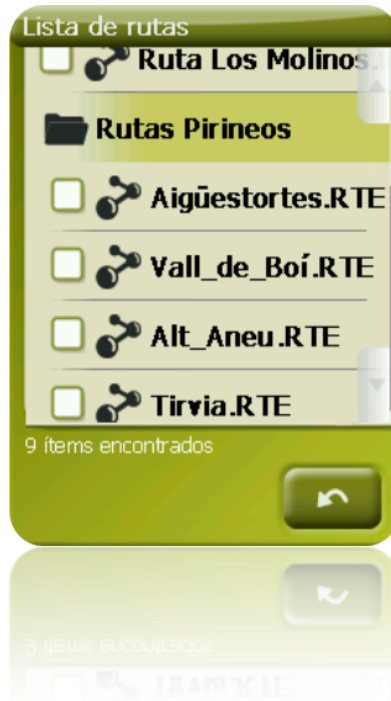 Lista de rutas
Ruta Los Molinos.
Rutas Pirineos
Aigüestortes.RTE
Vall_de_Boí.RTE
Alt_Aneu.RTE
Tirvia.RTE
9 ítems encontrados